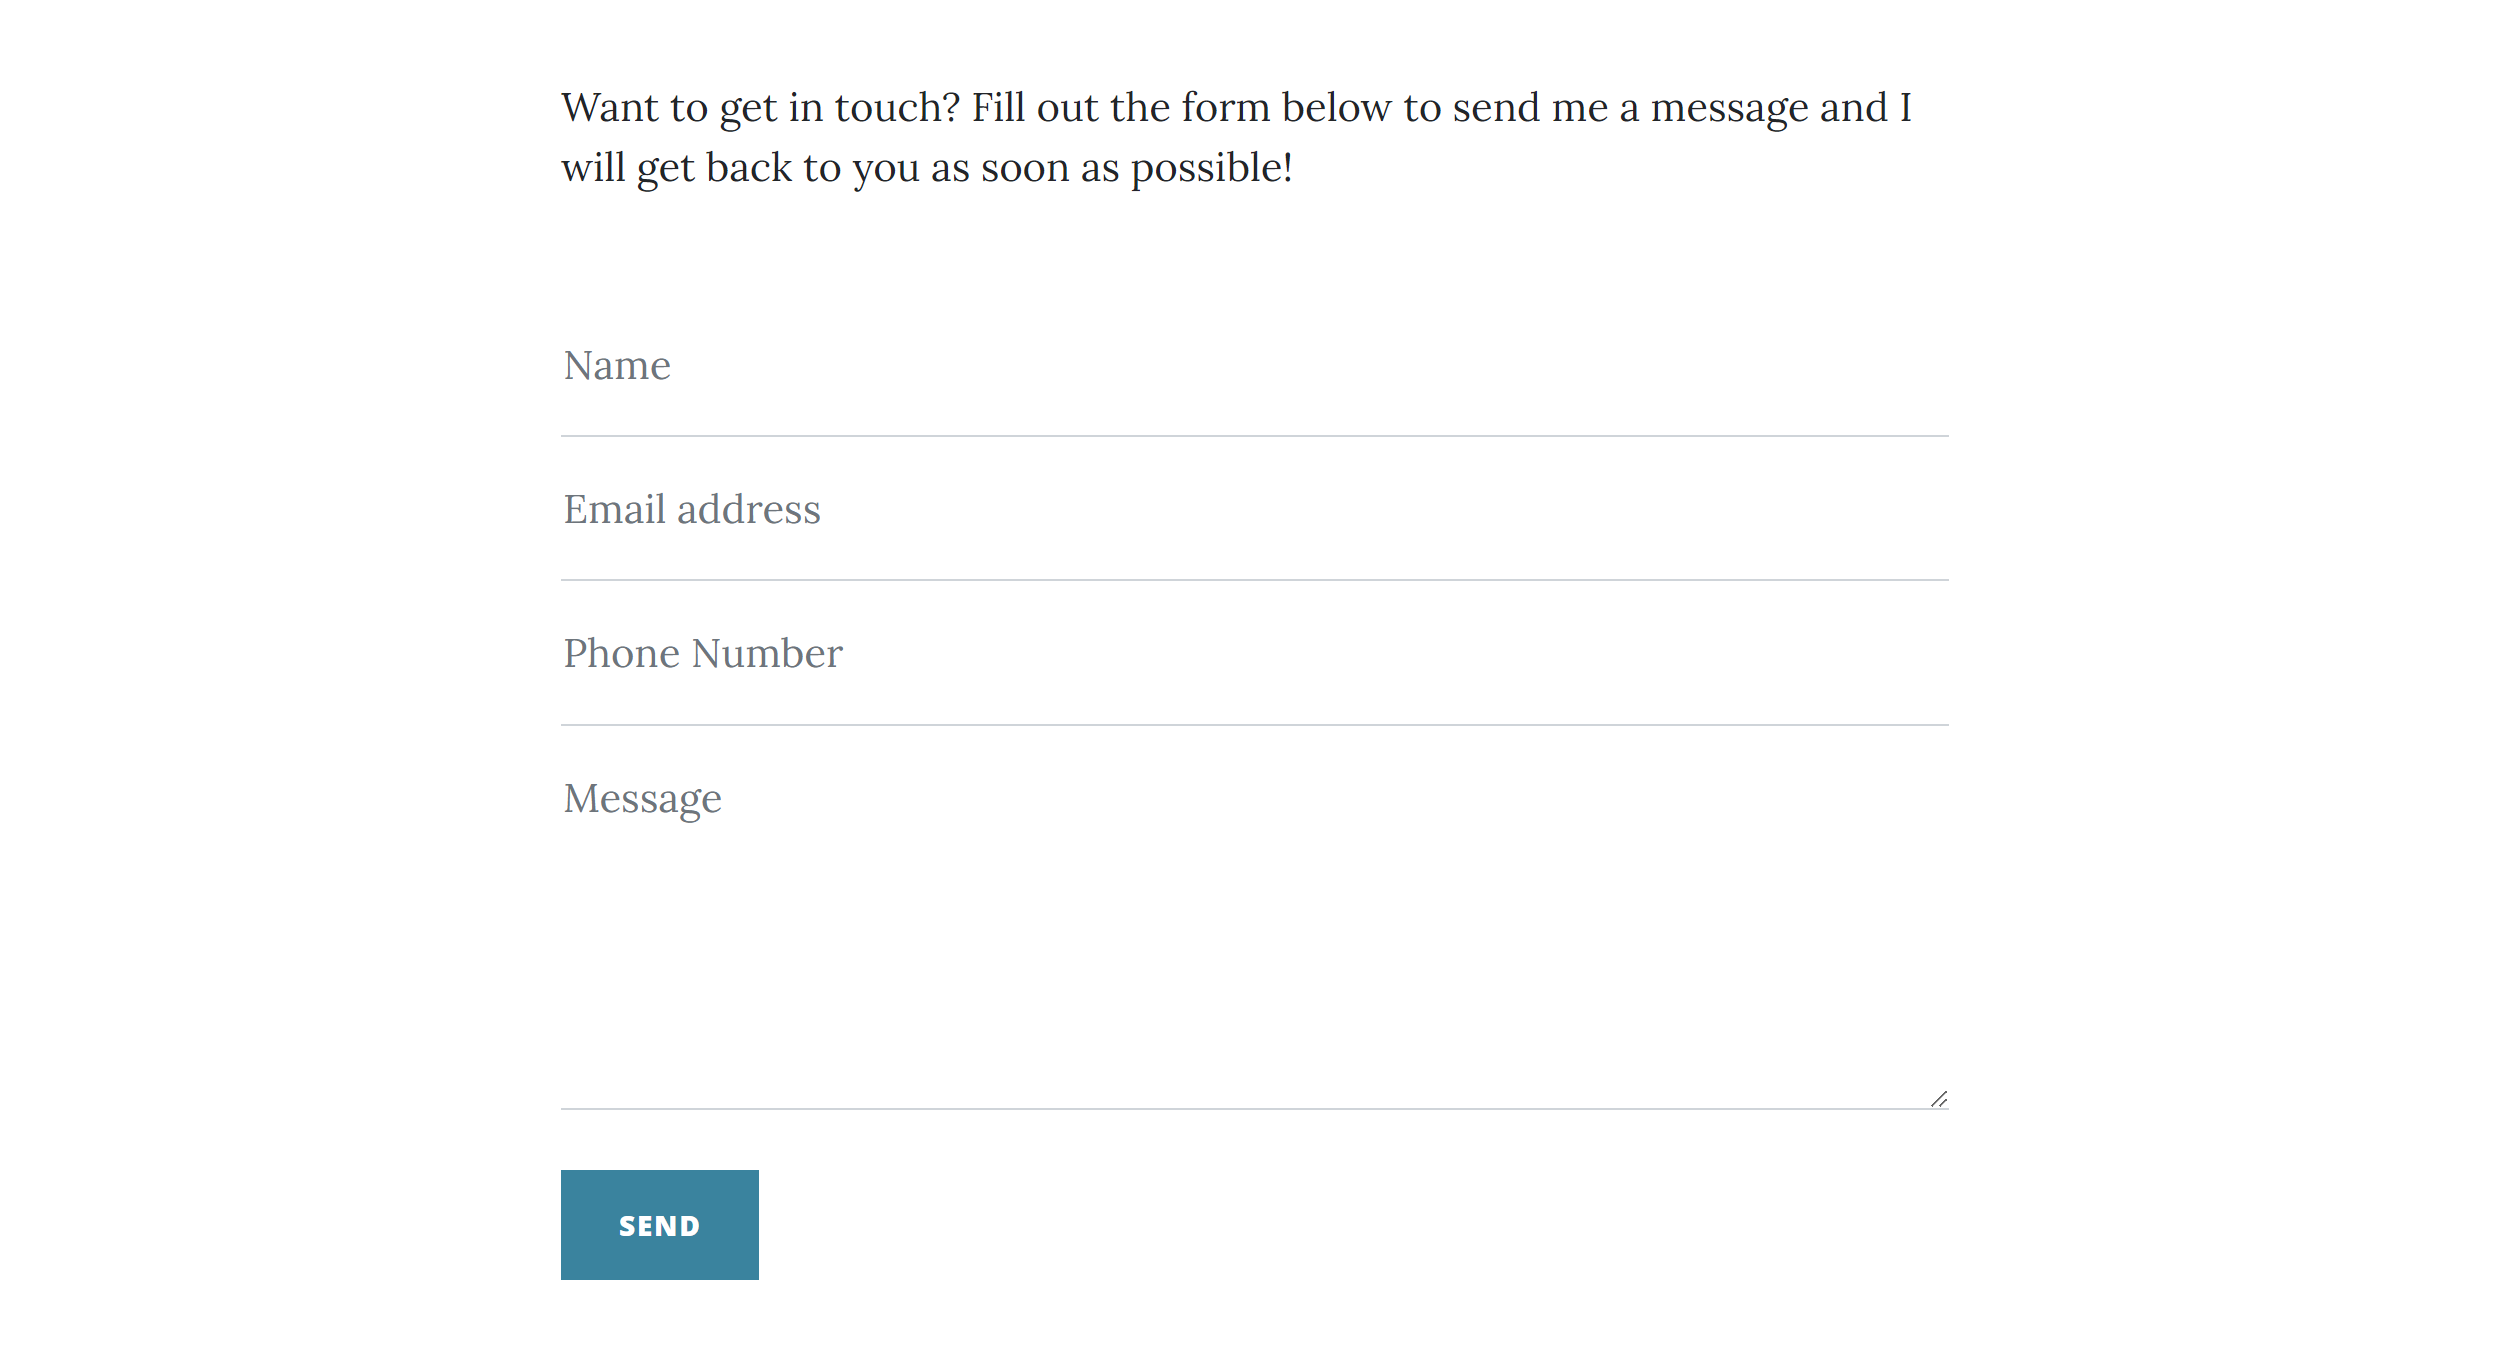 Want to get in touch? Fill out the form below to send me a message and I
will get back to you as soon as possible!
Name
Email address
Phone Number
Message
SEND